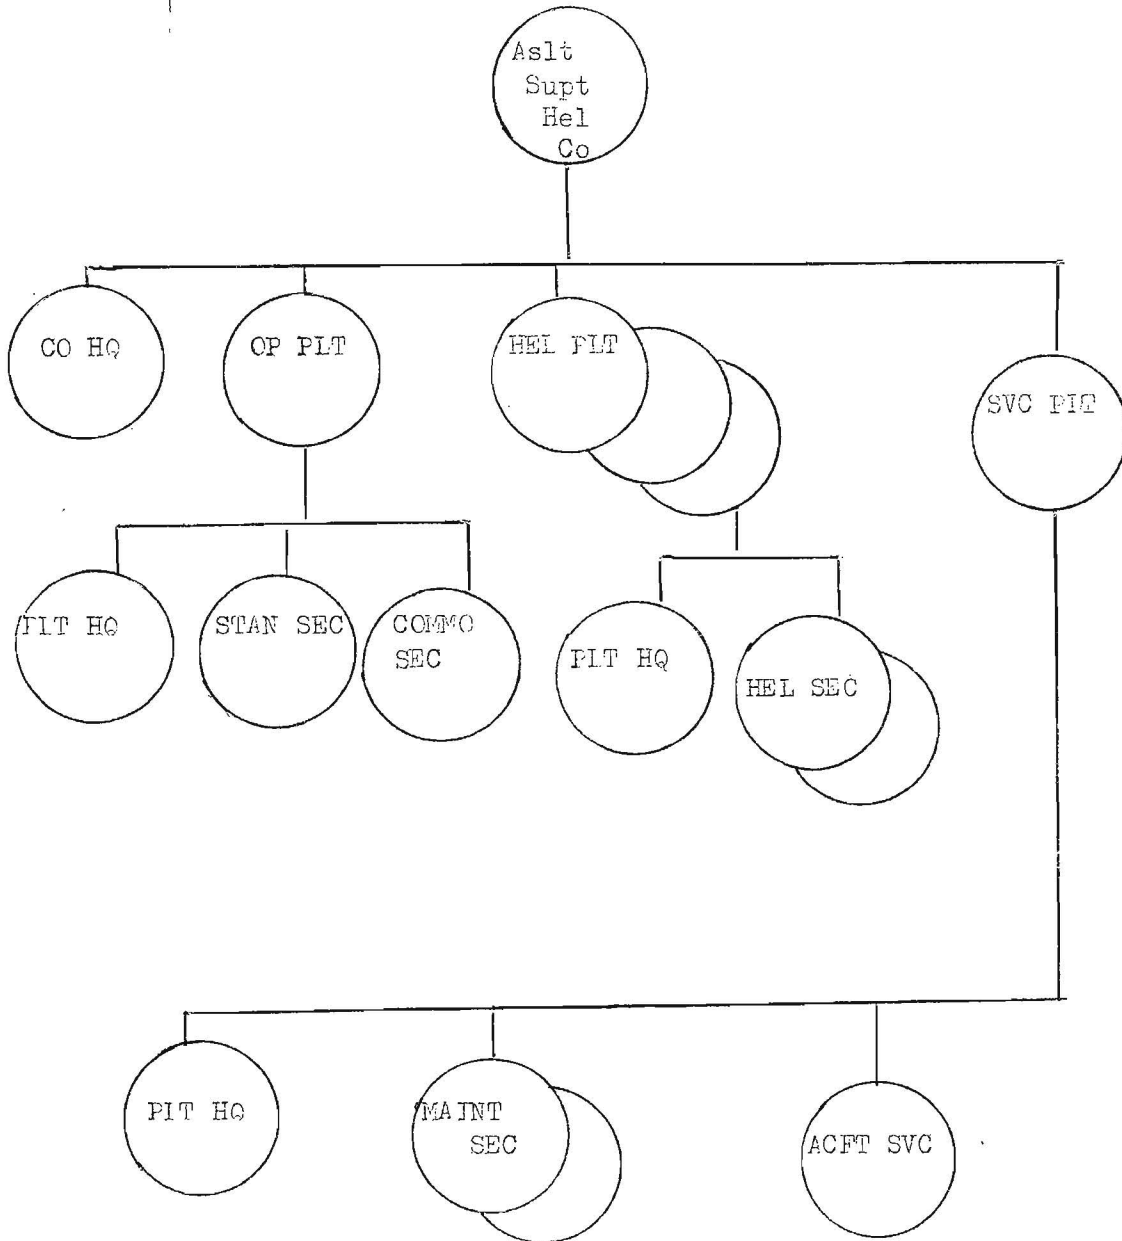 Aslt
Supt
Hel
Co
CO HQ
OP PLT
HEL PLT
SVC PLT
PLT HQ
STAN SEC
COMMO
SEC
PLT HQ
HEL SEC
PLT HQ
MAINT
SEC
ACFT SVC